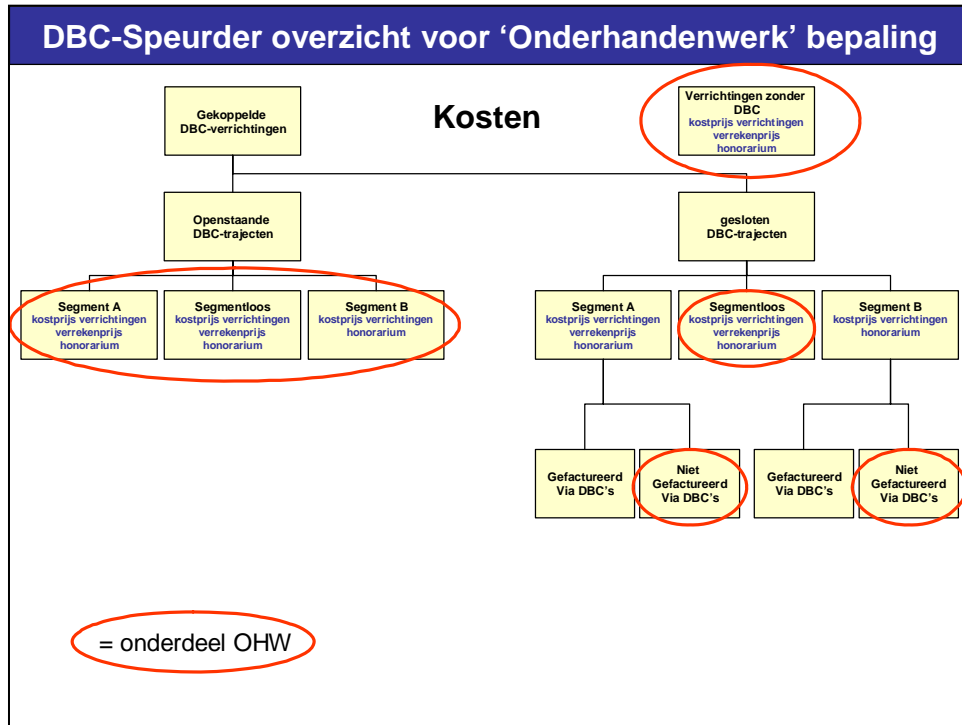 DBC-Speurder overzicht voor ‘Onderhandenwerk’ bepaling
Gekoppelde
DBC-verrichtingen
Kosten
Verrichtingen zonder
DBC
kostprijs verrichtingen
verrekenprijs
honorarium
Openstaande
DBC-trajecten
gesloten
DBC-trajecten
Segment A
kostprijs verrichtingen
verrekenprijs
honorarium
Segmentloos
kostprijs verrichtingen
verrekenprijs
honorarium
Segment B
kostprijs verrichtingen
honorarium
Segment A
kostprijs verrichtingen
verrekenprijs
honorarium
Segmentloos
kostprijs verrichtingen
verrekenprijs
honorarium
Segment B
kostprijs verrichtingen
honorarium
Gefactureerd
Via DBC’s
Niet
Gefactureerd
Via DBC’s
Gefactureerd
Via DBC’s
Niet
Gefactureerd
Via DBC’s
= onderdeel OHW